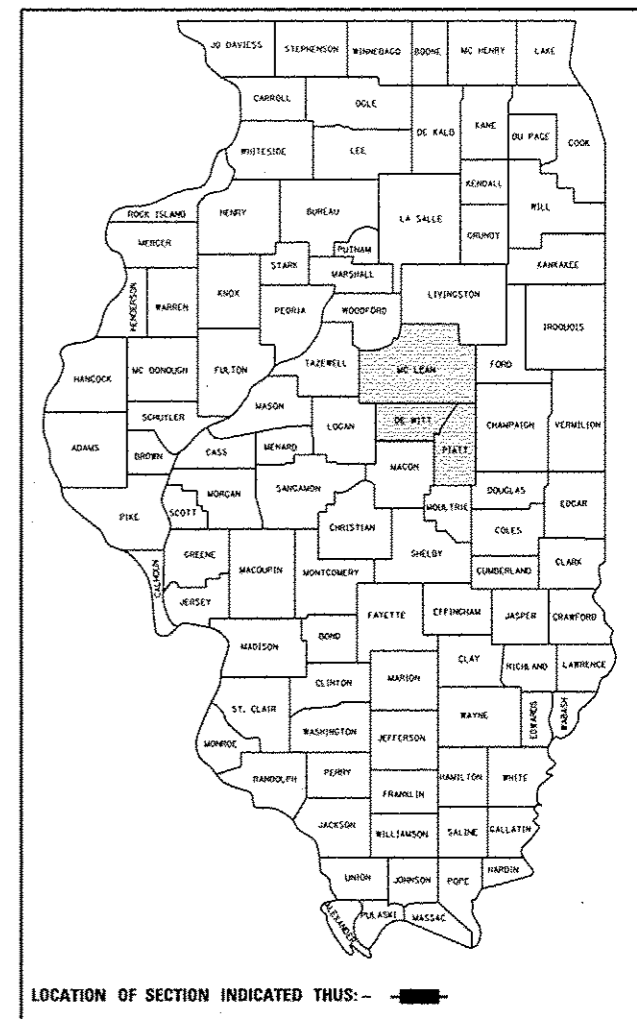 JO DAVIESS STEPHENSON WINNEBAGO BOONE MC HENRY LAKE
CARROLL OGLE DE KALB KANE DU PAGE COOK
WHITESIDE LEE KENDALL WILL
ROCK ISLAND HENRY BUREAU LA SALLE GRUNDY
MERCER PUTNAM KANKAKEE
STARK MARSHALL
HENDERSON WARREN KNOX PEORIA WOODFORD LIVINGSTON IROQUOIS
HANCOCK MC DONOUGH FULTON TAZEWELL MC LEAN FORD
MASON
SCHUYLER LOGAN DE WITT CHAMPAIGN VERMILION
ADAMS BROWN CASS MENARD PIATT
MACON
MORGAN SANGAMON DOUGLAS
PIKE SCOTT MOULTRIE EDGAR
CHRISTIAN COLES
GREENE SHELBY
CALHOUN MACOUPIN MONTGOMERY CUMBERLAND CLARK
JERSEY
FAYETTE EFFINGHAM JASPER CRAWFORD
BOND
MADISON CLAY
CLINTON MARION RICHLAND LAWRENCE
ST. CLAIR
WASHINGTON JEFFERSON WAYNE EDWARDS WABASH
MONROE
RANDOLPH PERRY HAMILTON WHITE
FRANKLIN
JACKSON WILLIAMSON SALINE GALLATIN
UNION JOHNSON POPE HARDIN
ALEXANDER PULASKI MASSAC
LOCATION OF SECTION INDICATED THUS: -